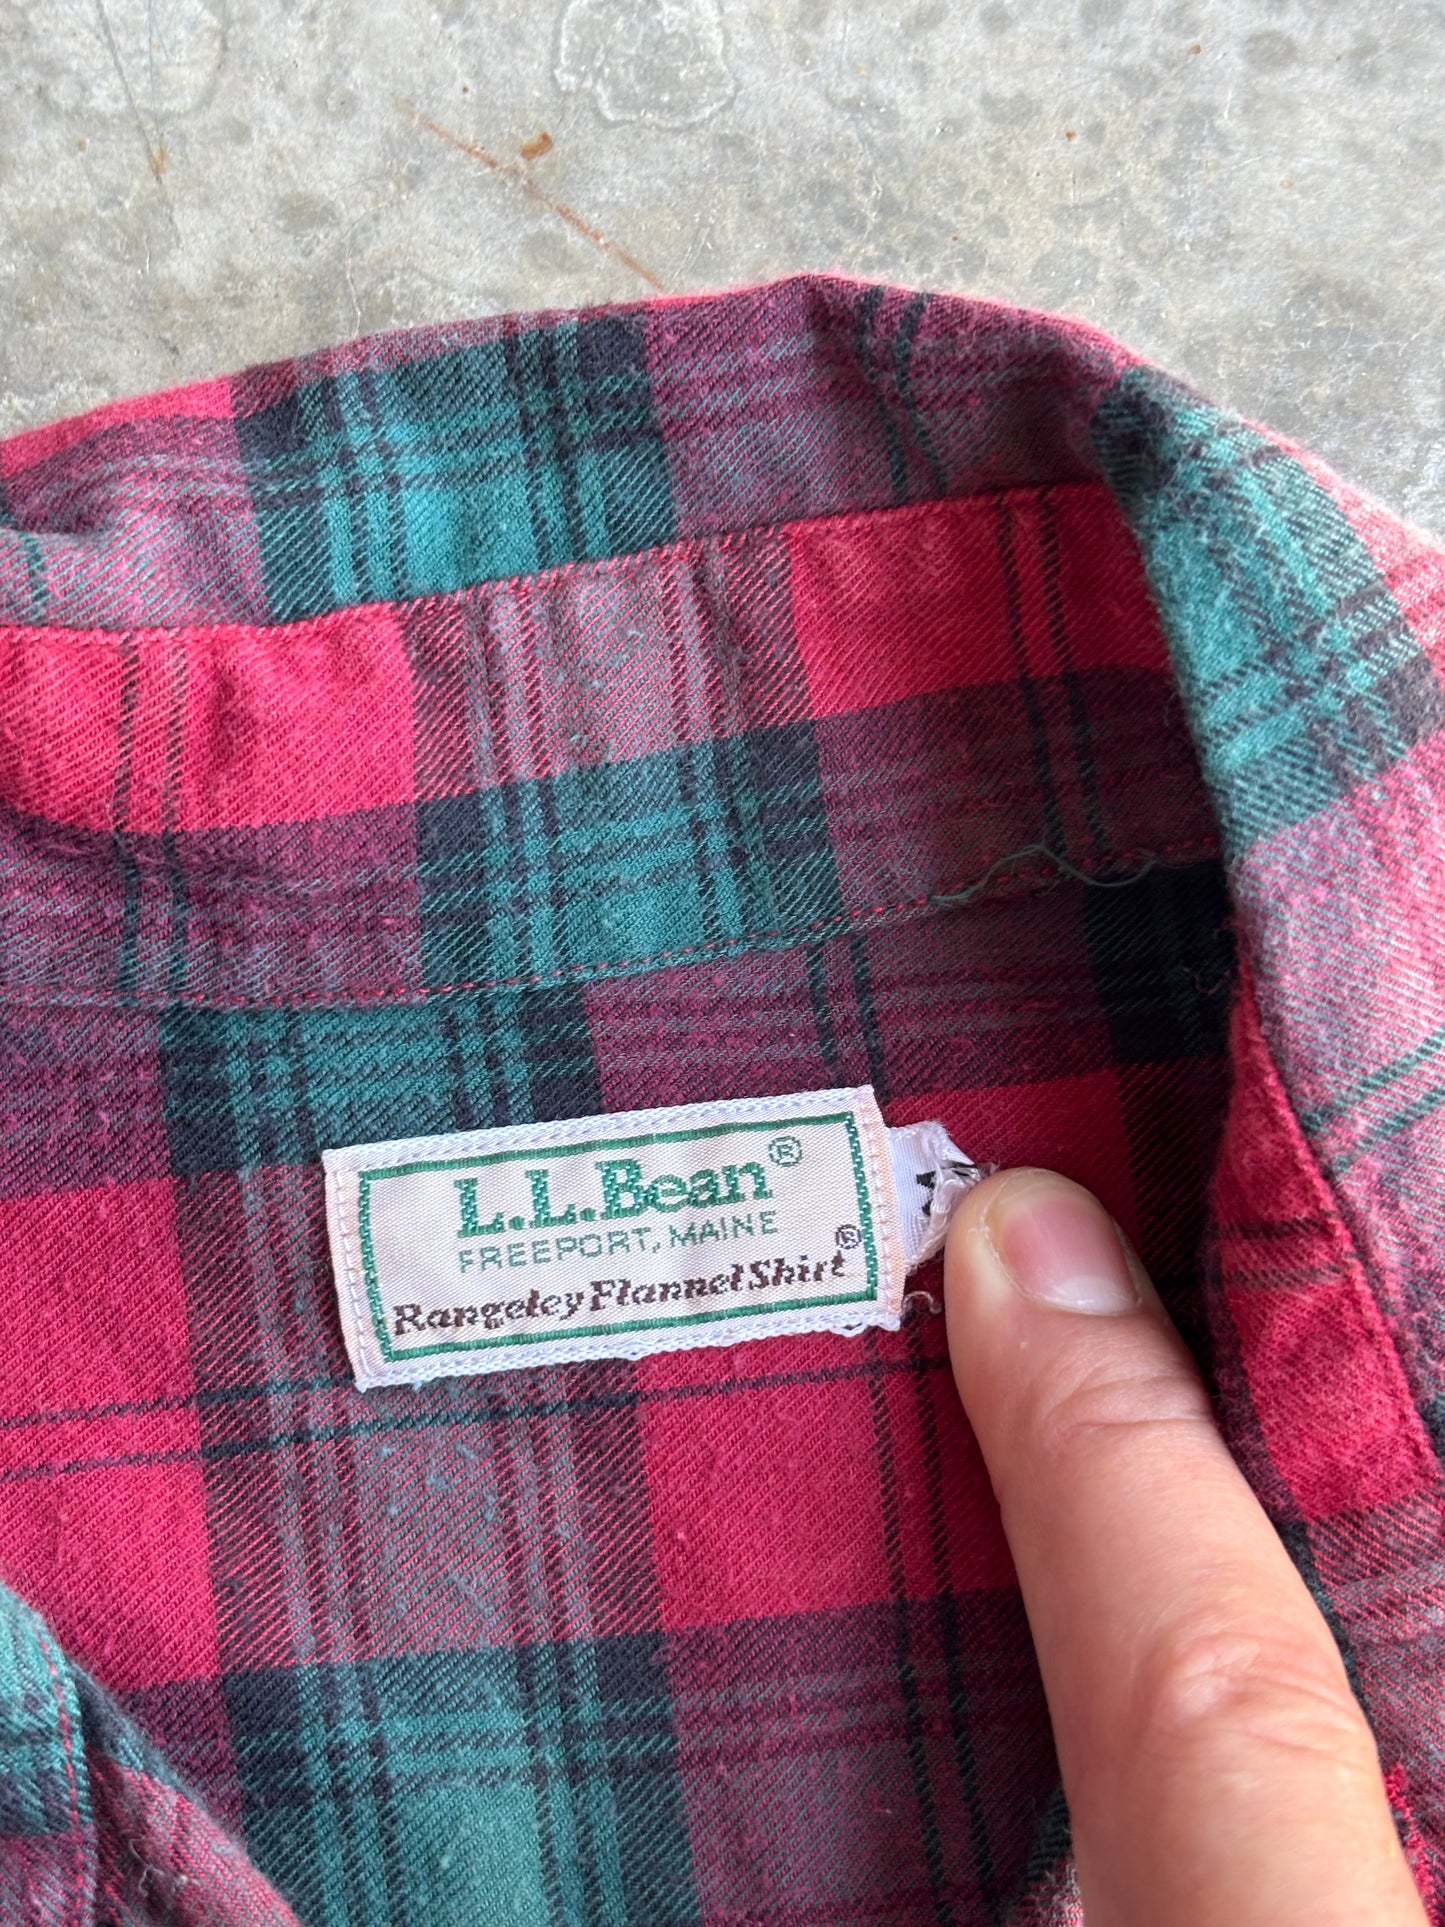 L.L.Bean®
FREEPORT, MAINE
Rangeley Flannel Shirt®